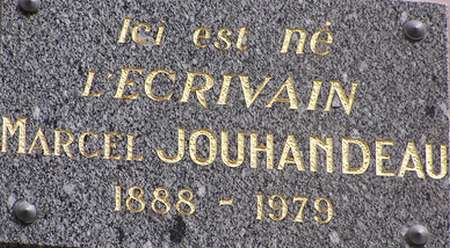 Ici est né
L'ECRIVAIN
MARCEL JOUHANDEAU
1888 - 1979